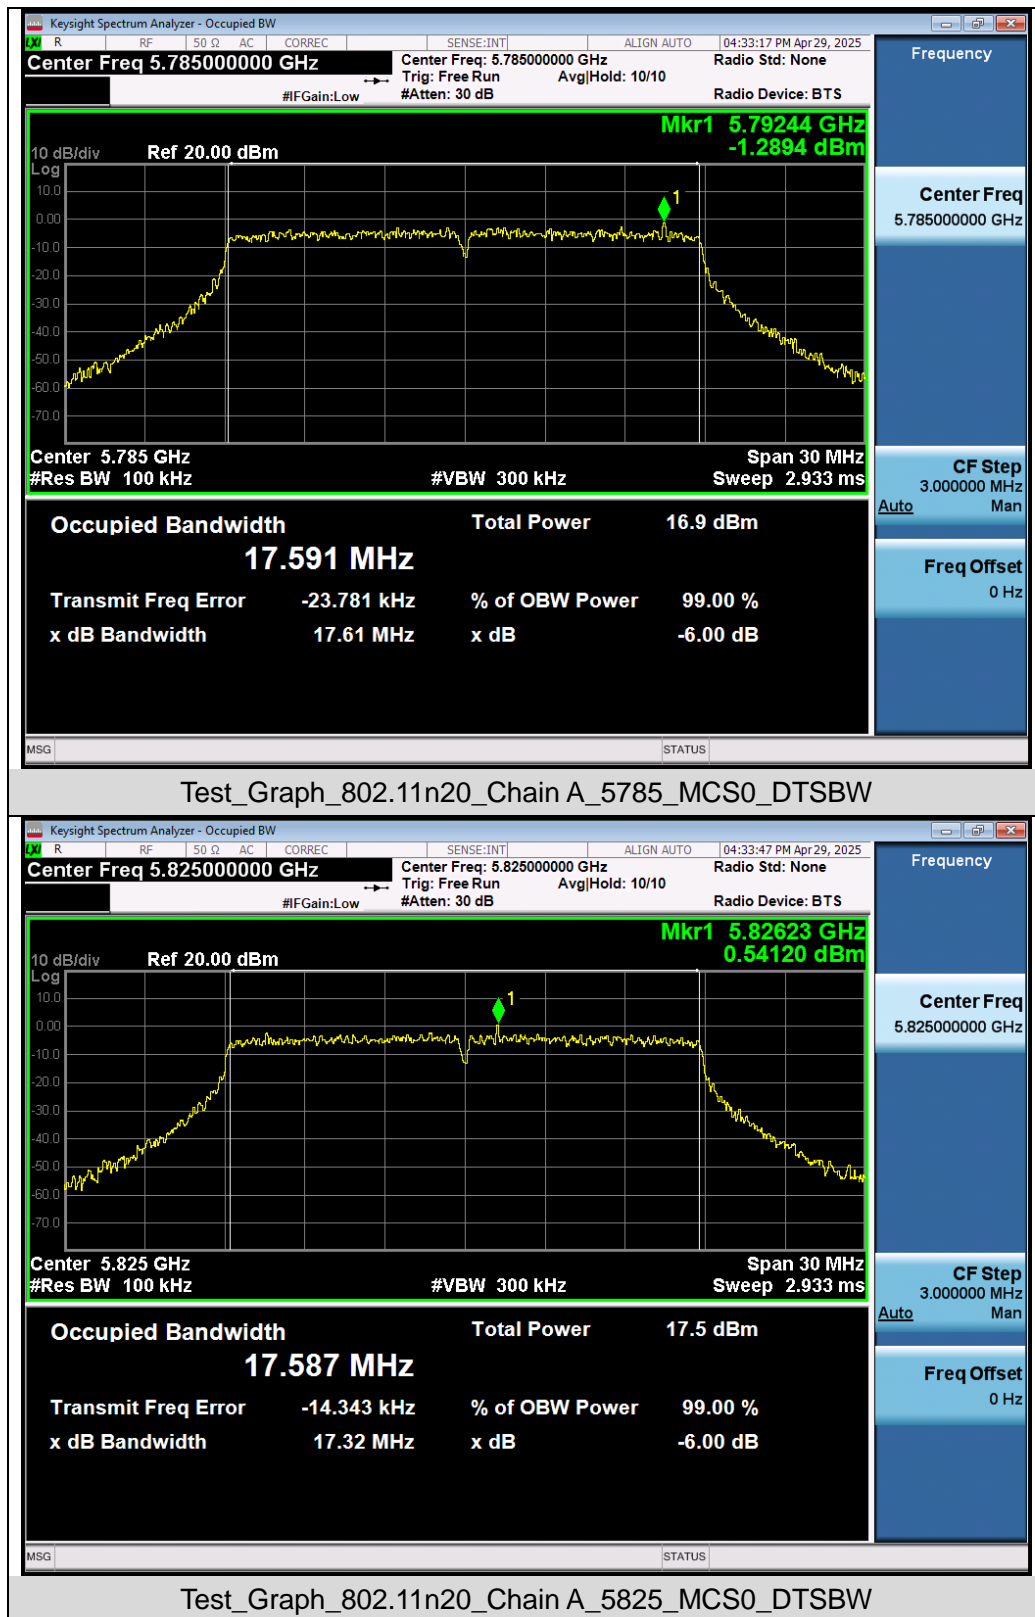 Keysight Spectrum Analyzer - Occupied BW
LXI R RF 50 Ω AC CORREC SENSE:INT ALIGN AUTO 04:33:17 PM Apr 29, 2025
Center Freq 5.785000000 GHz
Center Freq: 5.785000000 GHz Radio Std: None
Trig: Free Run Avg|Hold: 10/10
#IFGain:Low #Atten: 30 dB Radio Device: BTS
Frequency
Mkr1 5.79244 GHz
-1.2894 dBm
10 dB/div Ref 20.00 dBm
Log
10.0
0.00
-10.0
-20.0
-30.0
-40.0
-50.0
-60.0
-70.0
1
Center Freq
5.785000000 GHz
Center 5.785 GHz Span 30 MHz
#Res BW 100 kHz #VBW 300 kHz Sweep 2.933 ms
CF Step
3.000000 MHz
Auto Man
Occupied Bandwidth Total Power 16.9 dBm
17.591 MHz
Transmit Freq Error -23.781 kHz % of OBW Power 99.00 %
x dB Bandwidth 17.61 MHz x dB -6.00 dB
Freq Offset
0 Hz
MSG STATUS
Test_Graph_802.11n20_Chain A_5785_MCS0_DTSBW
Keysight Spectrum Analyzer - Occupied BW
LXI R RF 50 Ω AC CORREC SENSE:INT ALIGN AUTO 04:33:47 PM Apr 29, 2025
Center Freq 5.825000000 GHz
Center Freq: 5.825000000 GHz Radio Std: None
Trig: Free Run Avg|Hold: 10/10
#IFGain:Low #Atten: 30 dB Radio Device: BTS
Frequency
Mkr1 5.82623 GHz
0.54120 dBm
10 dB/div Ref 20.00 dBm
Log
10.0
0.00
-10.0
-20.0
-30.0
-40.0
-50.0
-60.0
-70.0
1
Center Freq
5.825000000 GHz
Center 5.825 GHz Span 30 MHz
#Res BW 100 kHz #VBW 300 kHz Sweep 2.933 ms
CF Step
3.000000 MHz
Auto Man
Occupied Bandwidth Total Power 17.5 dBm
17.587 MHz
Transmit Freq Error -14.343 kHz % of OBW Power 99.00 %
x dB Bandwidth 17.32 MHz x dB -6.00 dB
Freq Offset
0 Hz
MSG STATUS
Test_Graph_802.11n20_Chain A_5825_MCS0_DTSBW